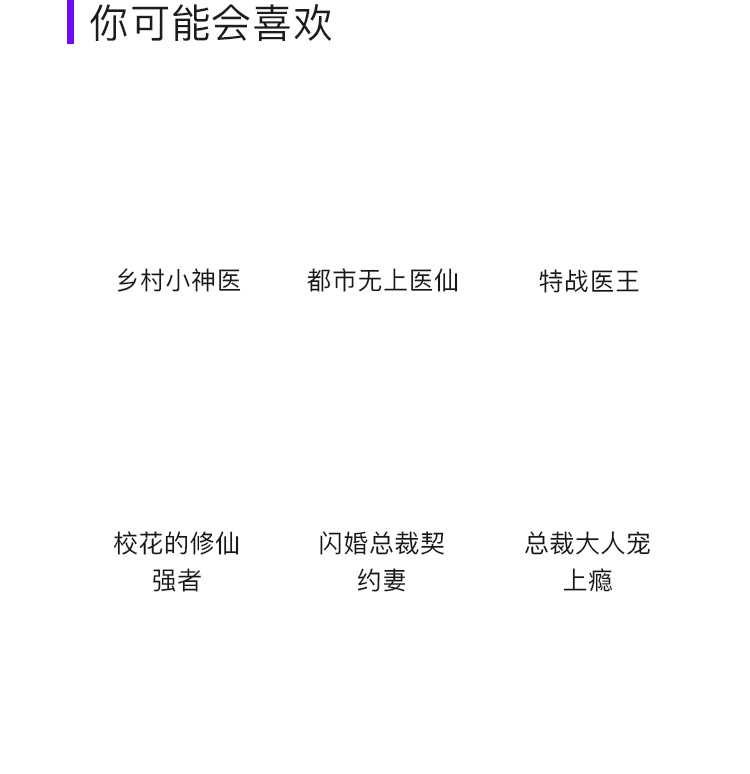 你可能会喜欢
乡村小神医
都市无上医仙
特战医王
校花的修仙
强者
闪婚总裁契
约妻
总裁大人宠
上瘾